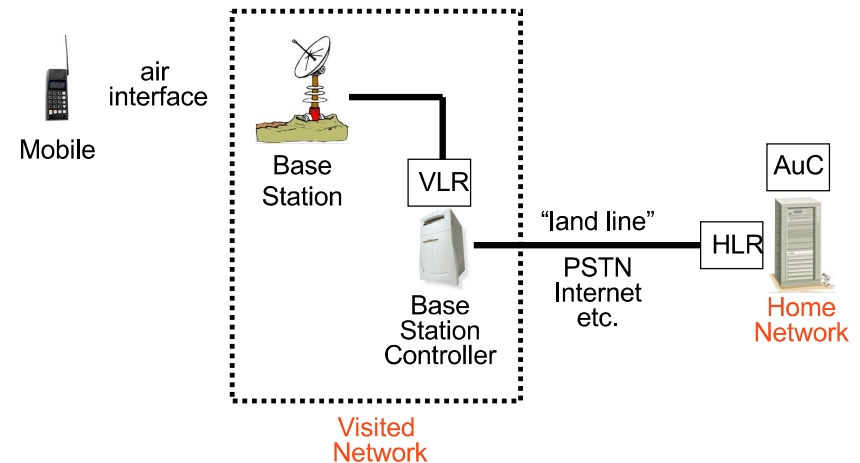 air
interface
Mobile
Base
Station
VLR
AuC
"land line"
HLR
PSTN
Internet
etc.
Base
Station
Controller
Home
Network
Visited
Network